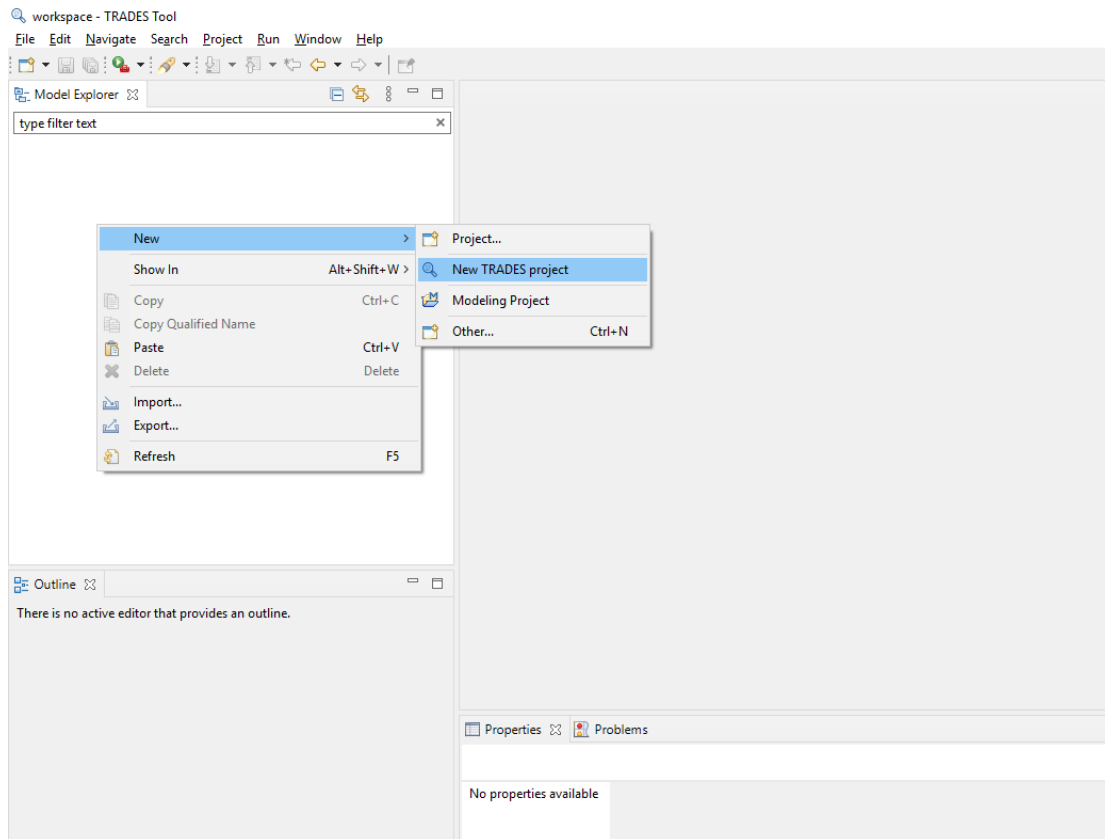 workspace - TRADES Tool
File Edit Navigate Search Project Run Window Help
Model Explorer
type filter text
New
Project...
Show In Alt+Shift+W
New TRADES project
Copy Ctrl+C
Modeling Project
Copy Qualified Name
Other... Ctrl+N
Paste Ctrl+V
Delete Delete
Import...
Export...
Refresh F5
Outline
There is no active editor that provides an outline.
Properties Problems
No properties available